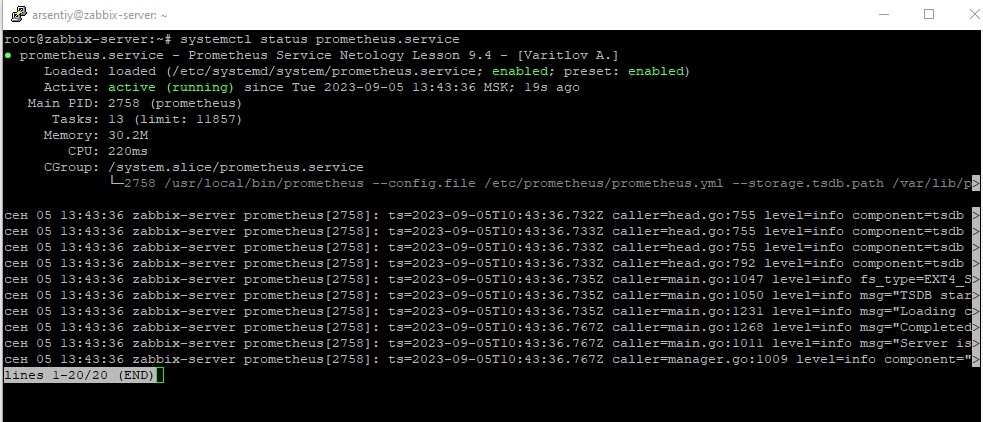 arsentiy@zabbix-server: ~
root@zabbix-server:~# systemctl status prometheus.service
● prometheus.service - Prometheus Service Netology Lesson 9.4 - [Varitlov A.]
Loaded: loaded (/etc/systemd/system/prometheus.service; enabled; preset: enabled)
Active: active (running) since Tue 2023-09-05 13:43:36 MSK; 19s ago
Main PID: 2758 (prometheus)
Tasks: 13 (limit: 11857)
Memory: 30.2M
CPU: 220ms
CGroup: /system.slice/prometheus.service
└─2758 /usr/local/bin/prometheus --config.file /etc/prometheus/prometheus.yml --storage.tsdb.path /var/lib/p>
сен 05 13:43:36 zabbix-server prometheus[2758]: ts=2023-09-05T10:43:36.732Z caller=head.go:755 level=info component=tsdb >
сен 05 13:43:36 zabbix-server prometheus[2758]: ts=2023-09-05T10:43:36.733Z caller=head.go:755 level=info component=tsdb >
сен 05 13:43:36 zabbix-server prometheus[2758]: ts=2023-09-05T10:43:36.733Z caller=head.go:755 level=info component=tsdb >
сен 05 13:43:36 zabbix-server prometheus[2758]: ts=2023-09-05T10:43:36.733Z caller=head.go:792 level=info component=tsdb >
сен 05 13:43:36 zabbix-server prometheus[2758]: ts=2023-09-05T10:43:36.735Z caller=main.go:1047 level=info fs_type=EXT4_S>
сен 05 13:43:36 zabbix-server prometheus[2758]: ts=2023-09-05T10:43:36.735Z caller=main.go:1050 level=info msg="TSDB star>
сен 05 13:43:36 zabbix-server prometheus[2758]: ts=2023-09-05T10:43:36.735Z caller=main.go:1231 level=info msg="Loading c>
сен 05 13:43:36 zabbix-server prometheus[2758]: ts=2023-09-05T10:43:36.767Z caller=main.go:1268 level=info msg="Completed>
сен 05 13:43:36 zabbix-server prometheus[2758]: ts=2023-09-05T10:43:36.767Z caller=main.go:1011 level=info msg="Server is>
сен 05 13:43:36 zabbix-server prometheus[2758]: ts=2023-09-05T10:43:36.767Z caller=manager.go:1009 level=info component=">
lines 1-20/20 (END)